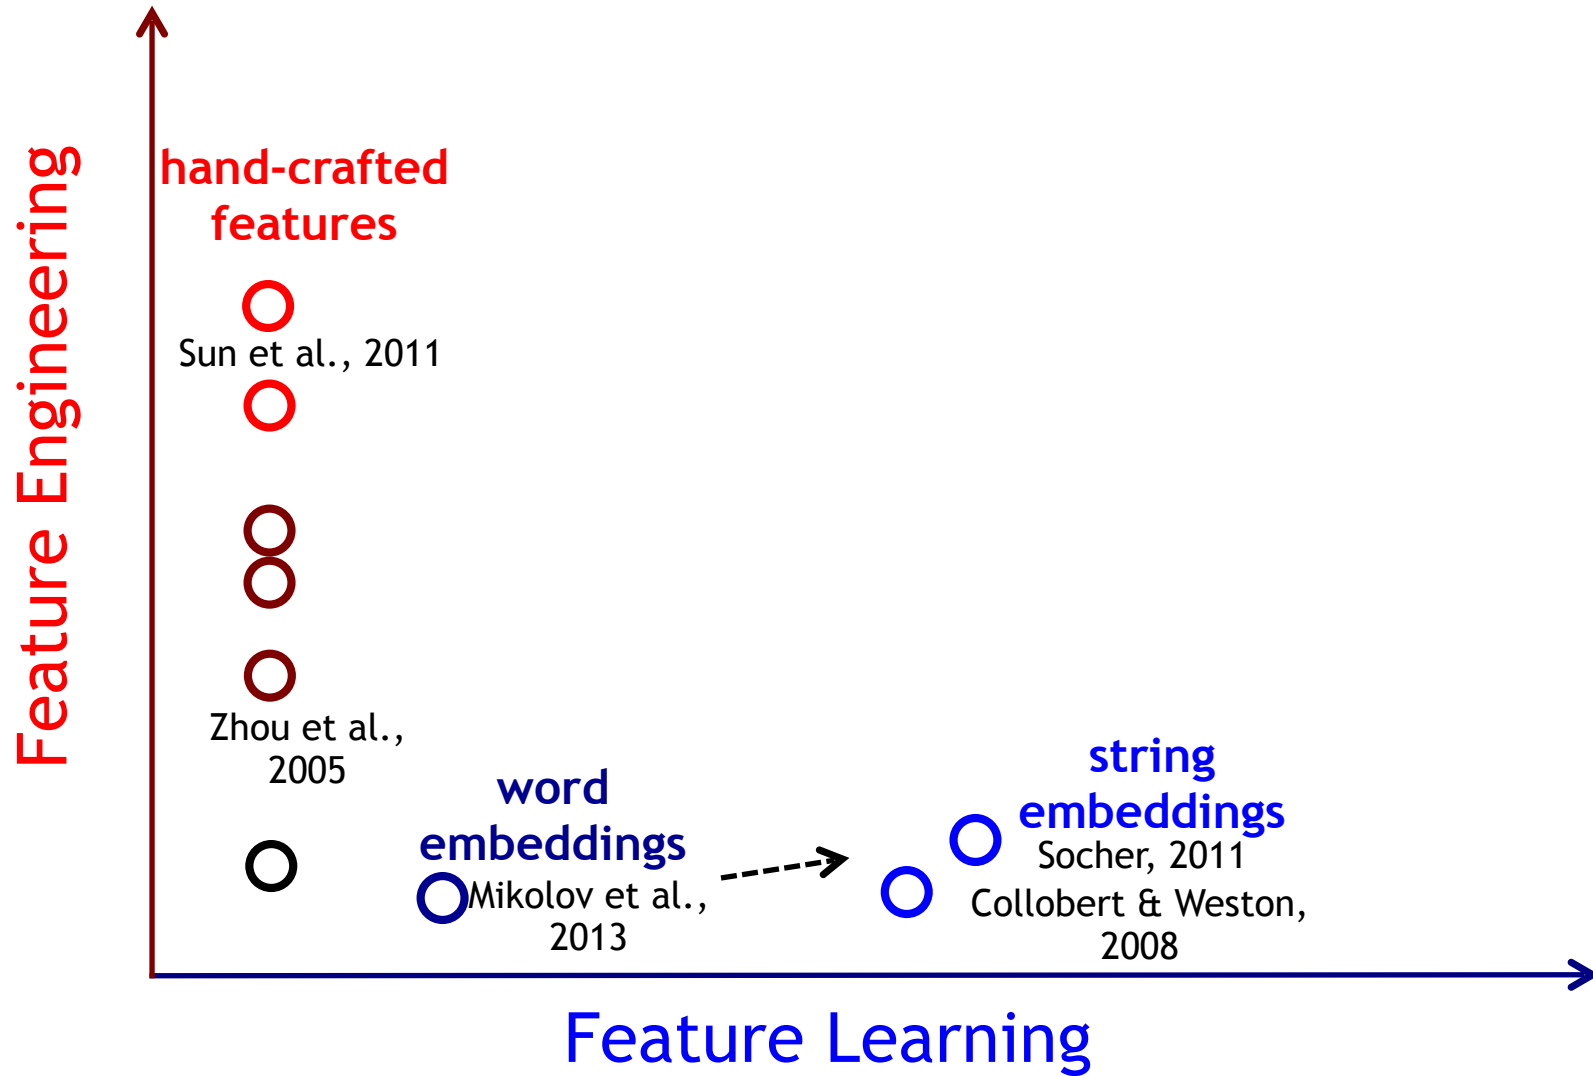 Feature Engineering
hand-crafted
features
Sun et al., 2011
Zhou et al.,
2005
word
embeddings
Mikolov et al.,
2013
string
embeddings
Socher, 2011
Collobert & Weston,
2008
Feature Learning